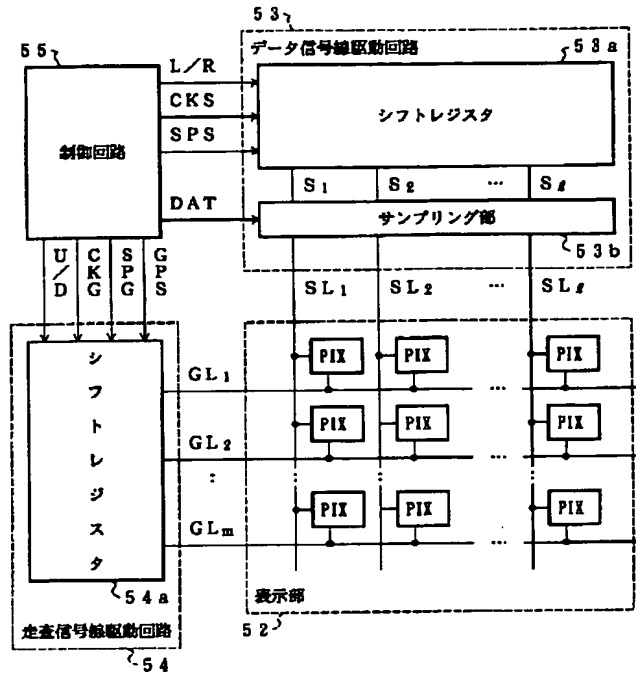 53
55
データ信号線駆動回路
53a
L/R
CKS
SPS
シフトレジスタ
制御回路
S1 S2 … Sℓ
DAT
サンプリング部
53b
U/D
CKG
SPG
GPS
SL1 SL2 … SLℓ
シフトレジスタ
PIX PIX PIX
GL1 …
PIX PIX PIX
GL2 …
:
PIX PIX PIX
GLm …
54a
表示部
52
走査信号線駆動回路
54